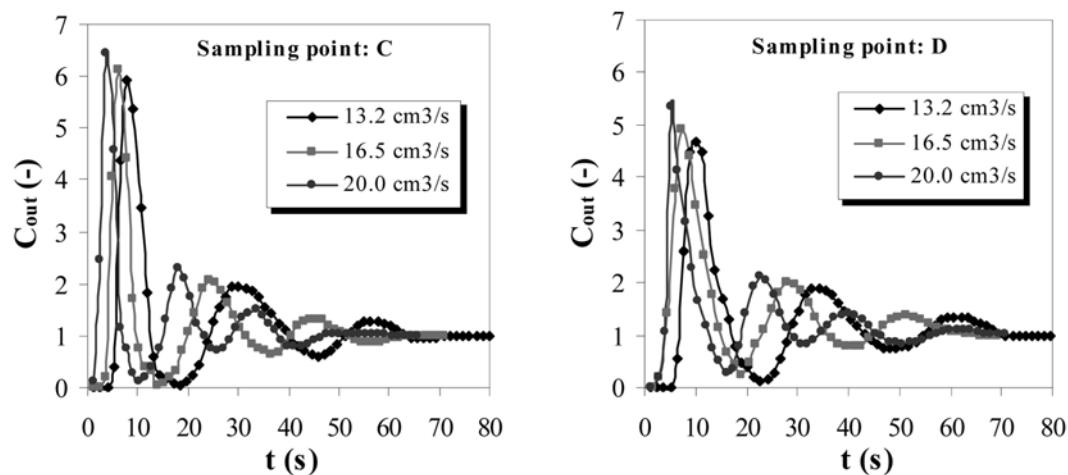 Sampling point: C
13.2 cm3/s
16.5 cm3/s
20.0 cm3/s
Cout (-)
7
6
5
4
3
2
1
0
0 10 20 30 40 50 60 70 80
t (s)
Sampling point: D
13.2 cm3/s
16.5 cm3/s
20.0 cm3/s
Cout (-)
7
6
5
4
3
2
1
0
0 10 20 30 40 50 60 70 80
t (s)